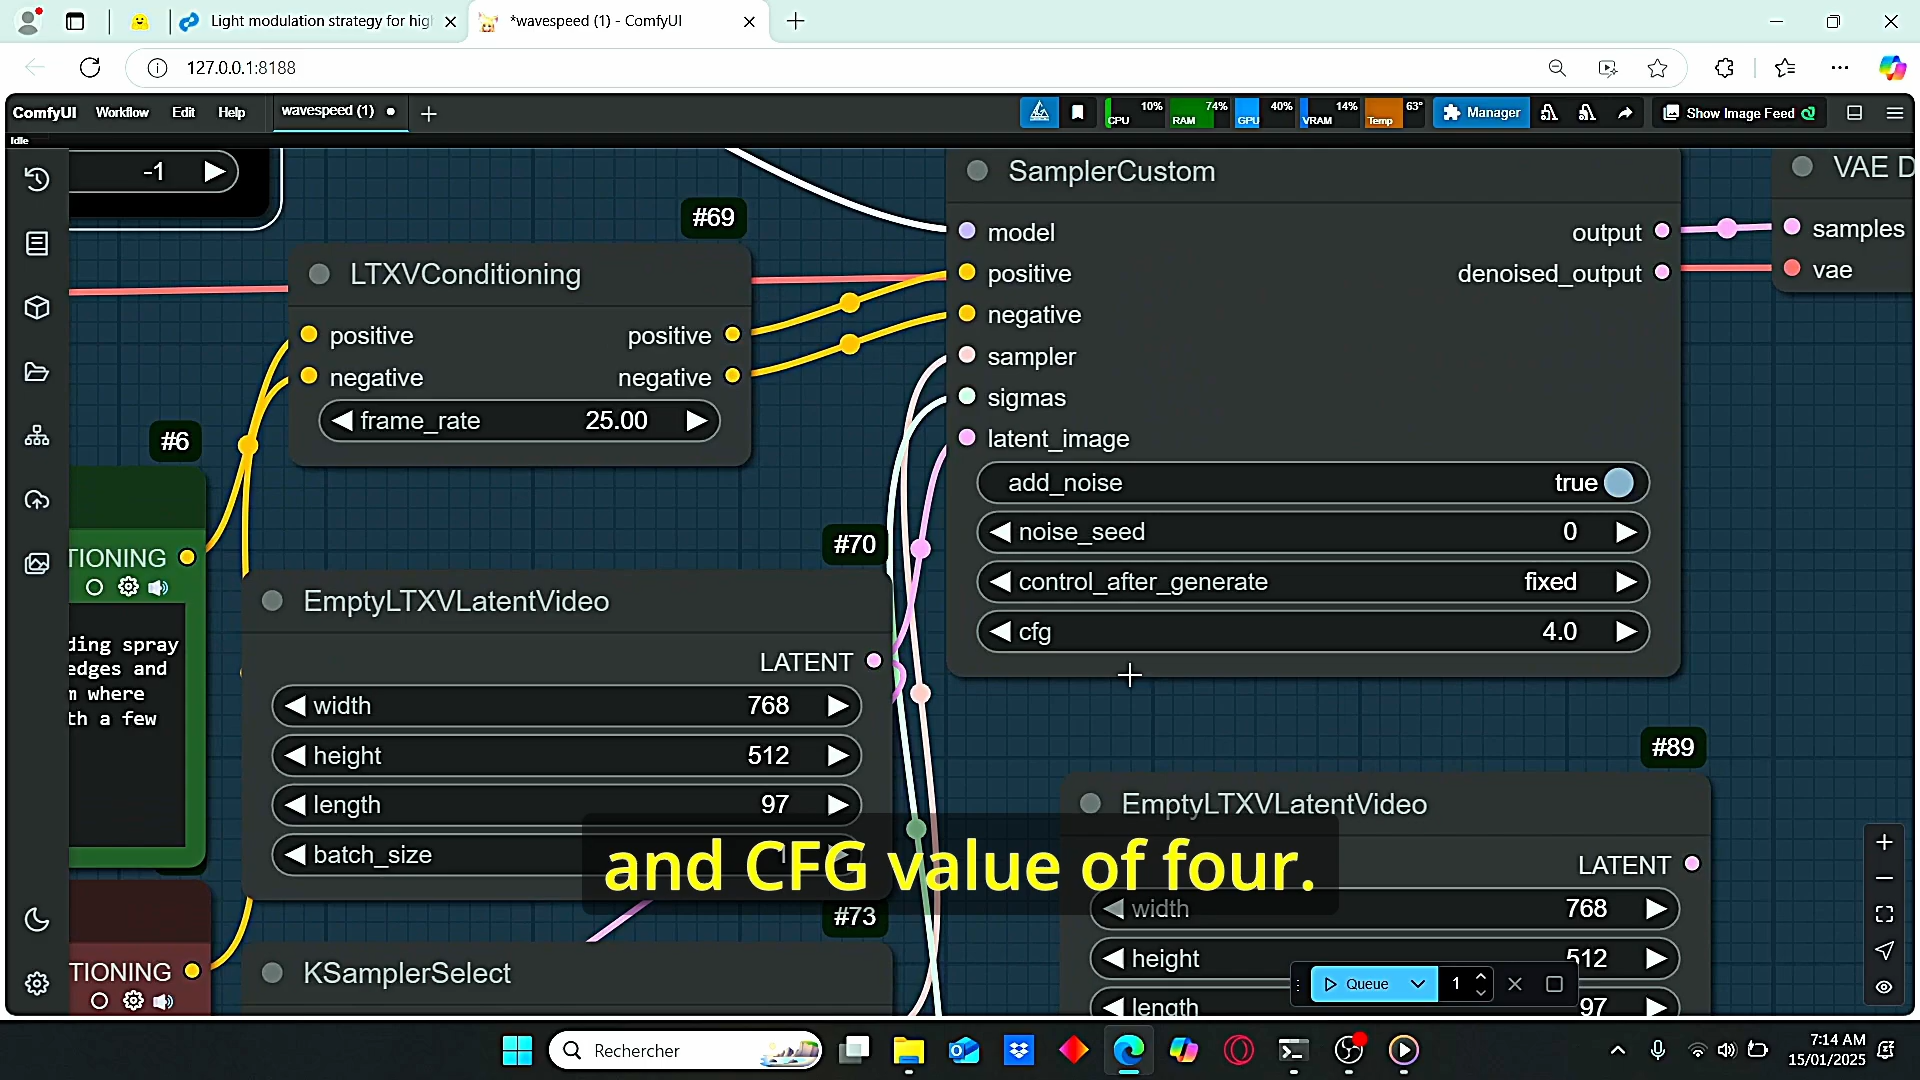 Light modulation strategy for hig
*wavespeed (1) - ComfyUI
127.0.0.1:8188
ComfyUI Workflow Edit Help wavespeed (1)
CPU 10% RAM 74% GPU 40% VRAM 14% Temp 63° Manager Show Image Feed
Idle
-1
#69
LTXVConditioning
positive positive
negative negative
frame_rate 25.00
SamplerCustom
model output
positive denoised_output
negative
sampler
sigmas
latent_image
add_noise true
noise_seed 0
control_after_generate fixed
cfg 4.0
VAE D
samples
vae
#6
TIONING
ding spray
edges and
m where
th a few
#70
EmptyLTXVLatentVideo
LATENT
width 768
height 512
length 97
batch_size
and CFG value of four.
#89
EmptyLTXVLatentVideo
LATENT
width 768
height 512
length 97
#73
KSamplerSelect
TIONING
Queue 1
Rechercher
7:14 AM
15/01/2025